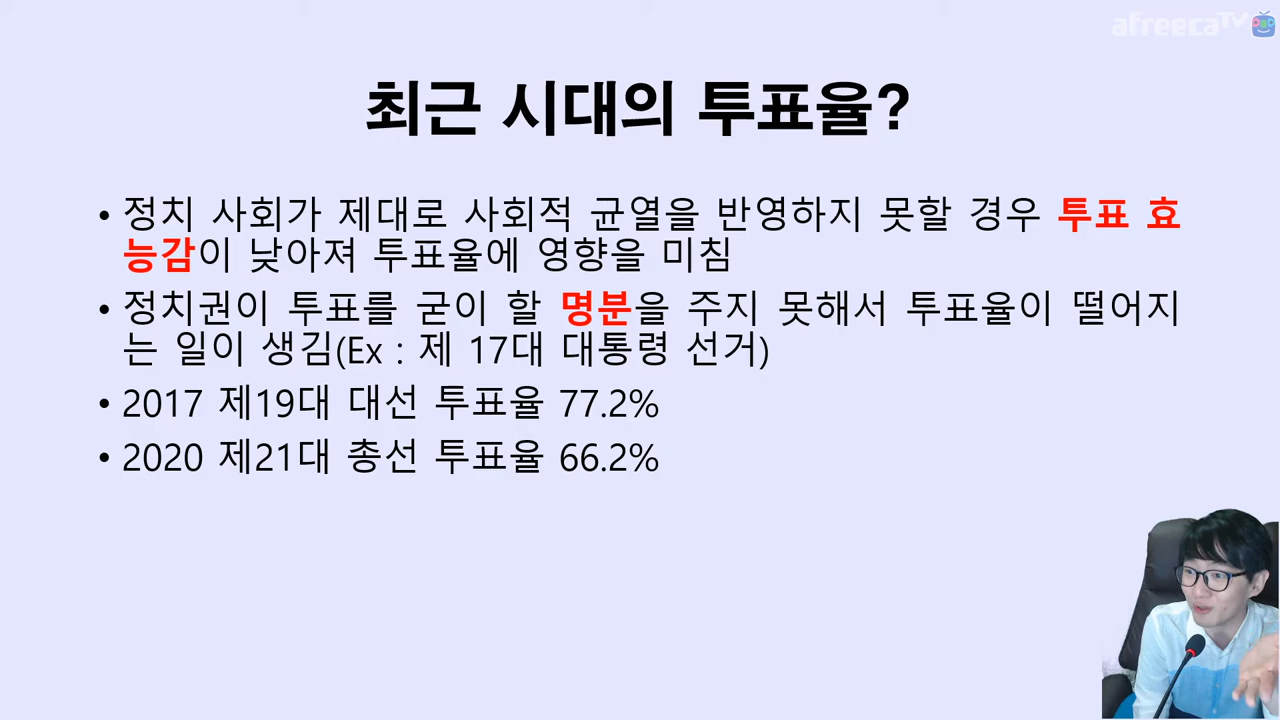 afreecaTV
최근 시대의 투표율?
• 정치 사회가 제대로 사회적 균열을 반영하지 못할 경우 투표 효
능감이 낮아져 투표율에 영향을 미침
• 정치권이 투표를 굳이 할 명분을 주지 못해서 투표율이 떨어지
는 일이 생김(Ex : 제 17대 대통령 선거)
• 2017 제19대 대선 투표율 77.2%
• 2020 제21대 총선 투표율 66.2%